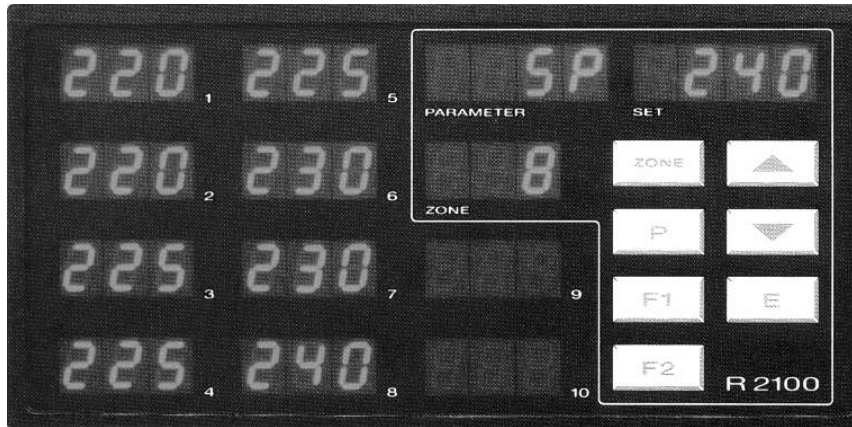 220 1 225 5 SP 240
PARAMETER SET
220 2 230 6 8 ZONE
ZONE
225 3 230 7 9 P
F1 E
225 4 240 8 10 F2 R 2100